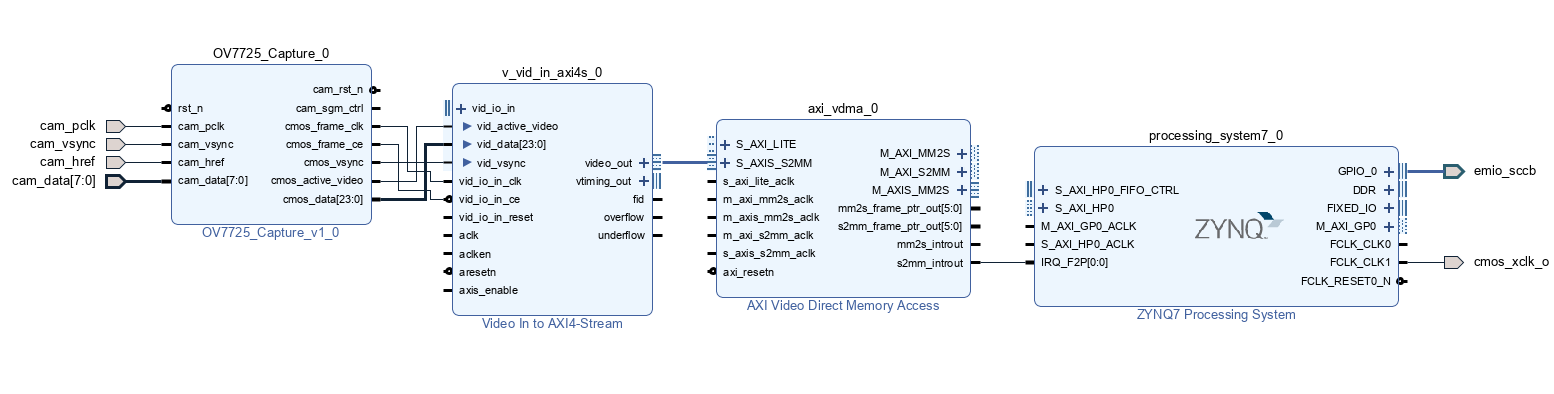 OV7725_Capture_0
rst_n
cam_pclk
cam_vsync
cam_href
cam_data[7:0]
cam_rst_n
cam_sgm_ctrl
cmos_frame_clk
cmos_frame_ce
cmos_vsync
cmos_active_video
cmos_data[23:0]
OV7725_Capture_v1_0
cam_pclk
cam_vsync
cam_href
cam_data[7:0]
v_vid_in_axi4s_0
vid_io_in
vid_active_video
vid_data[23:0]
vid_vsync
vid_io_in_clk
vid_io_in_ce
vid_io_in_reset
aclk
aclken
aresetn
axis_enable
video_out
vtiming_out
fid
overflow
underflow
Video In to AXI4-Stream
axi_vdma_0
S_AXI_LITE
S_AXIS_S2MM
s_axi_lite_aclk
m_axi_mm2s_aclk
m_axis_mm2s_aclk
m_axi_s2mm_aclk
s_axis_s2mm_aclk
axi_resetn
M_AXI_MM2S
M_AXI_S2MM
M_AXIS_MM2S
mm2s_frame_ptr_out[5:0]
s2mm_frame_ptr_out[5:0]
mm2s_introut
s2mm_introut
AXI Video Direct Memory Access
processing_system7_0
S_AXI_HP0_FIFO_CTRL
S_AXI_HP0
M_AXI_GP0_ACLK
S_AXI_HP0_ACLK
IRQ_F2P[0:0]
ZYNQ
GPIO_0
DDR
FIXED_IO
M_AXI_GP0
FCLK_CLK0
FCLK_CLK1
FCLK_RESET0_N
ZYNQ7 Processing System
emio_sccb
cmos_xclk_o